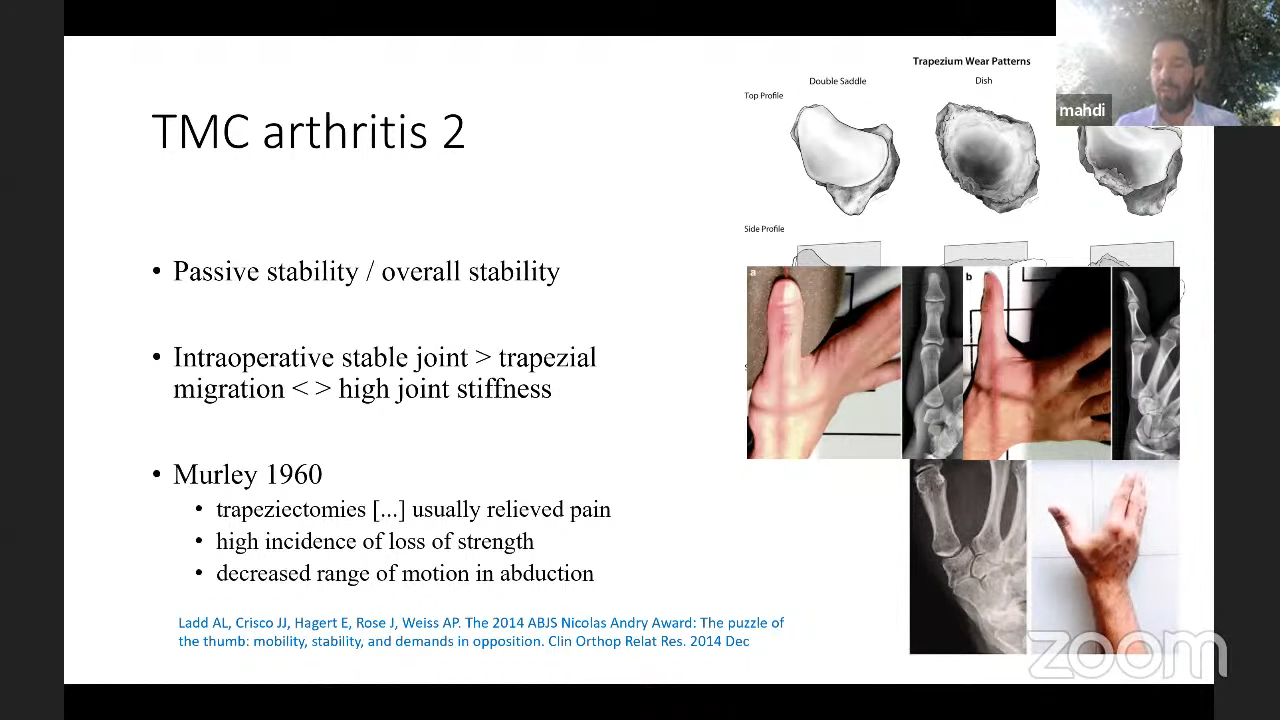 Trapezium Wear Patterns
Double Saddle
Dish
Top Profile
mahdi
TMC arthritis 2
Side Profile
• Passive stability / overall stability
a
b
• Intraoperative stable joint > trapezial
migration < > high joint stiffness
• Murley 1960
• trapeziectomies [...] usually relieved pain
• high incidence of loss of strength
• decreased range of motion in abduction
Ladd AL, Crisco JJ, Hagert E, Rose J, Weiss AP. The 2014 ABJS Nicolas Andry Award: The puzzle of
the thumb: mobility, stability, and demands in opposition. Clin Orthop Relat Res. 2014 Dec
zoom